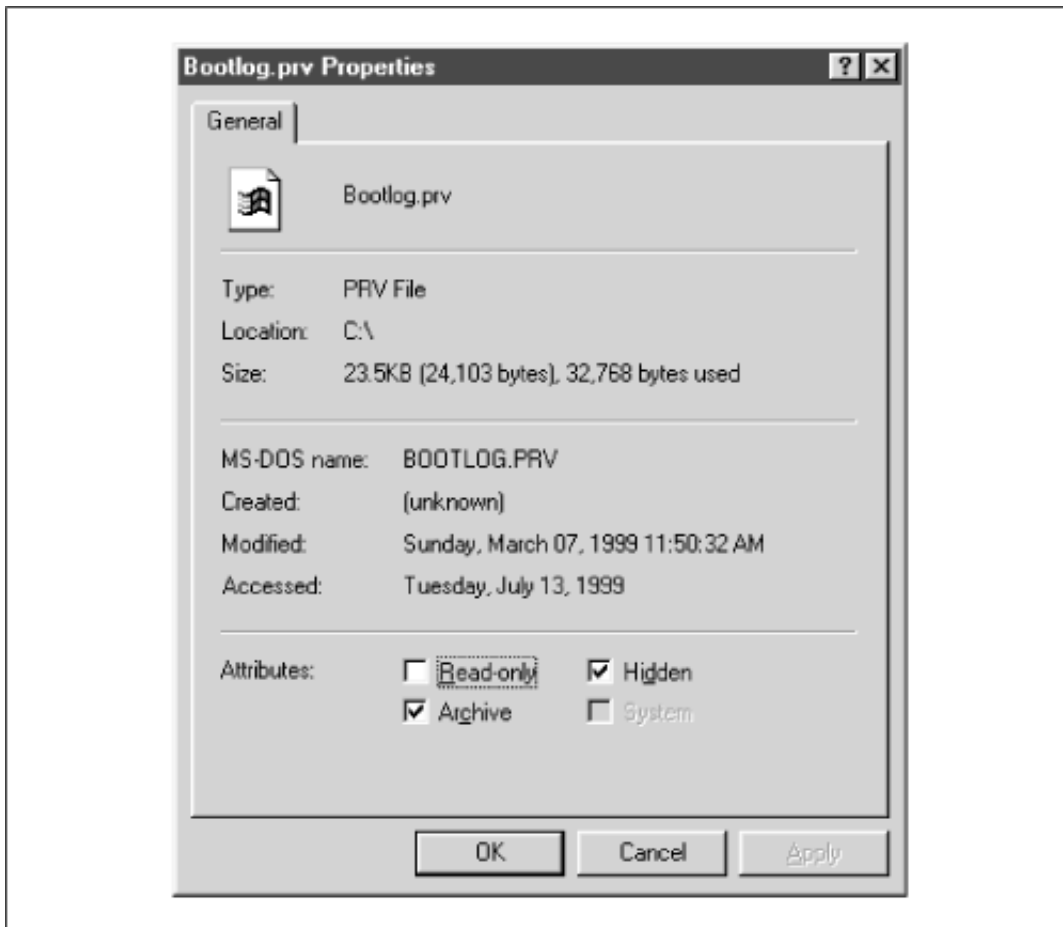 Bootlog.prv Properties
General
Bootlog.prv
Type: PRV File
Location: C:\
Size: 23.5KB (24,103 bytes), 32,768 bytes used
MS-DOS name: BOOTLOG.PRV
Created: (unknown)
Modified: Sunday, March 07, 1999 11:50:32 AM
Accessed: Tuesday, July 13, 1999
Attributes: Read-only Hidden
Archive System
OK Cancel Apply